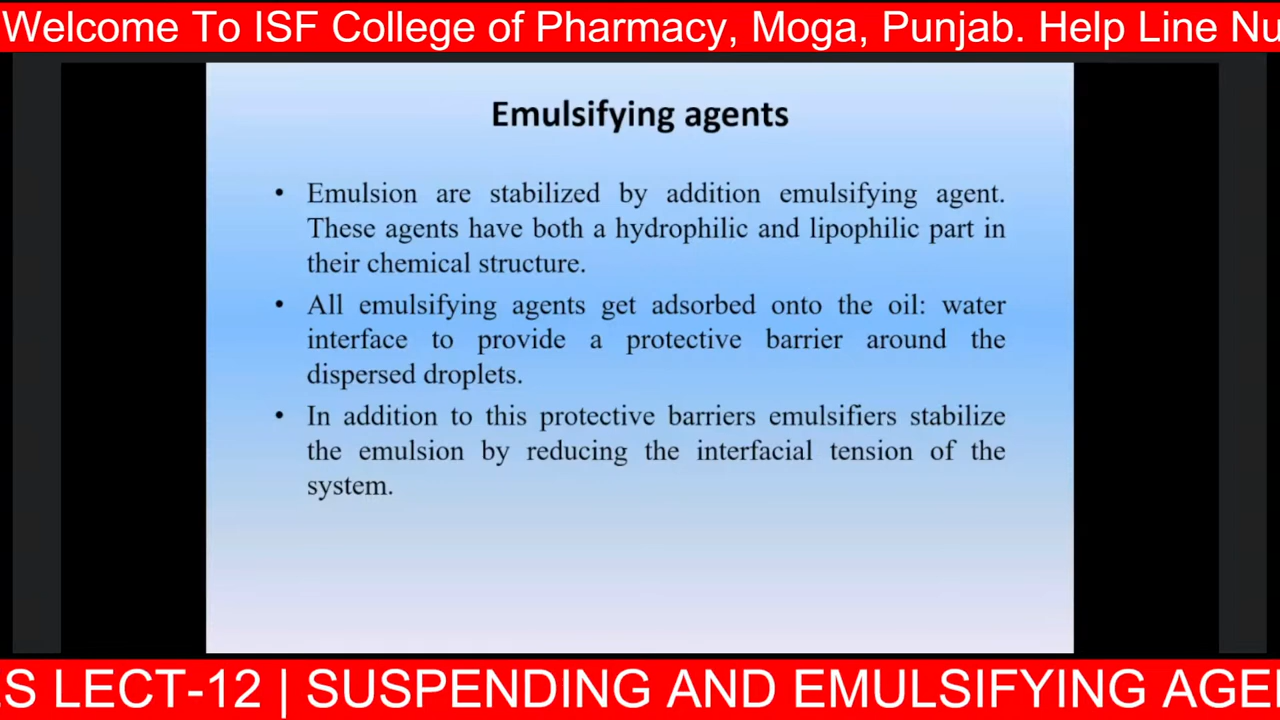 Welcome To ISF College of Pharmacy, Moga, Punjab. Help Line Nu
Emulsifying agents
• Emulsion are stabilized by addition emulsifying agent.
These agents have both a hydrophilic and lipophilic part in
their chemical structure.
• All emulsifying agents get adsorbed onto the oil: water
interface to provide a protective barrier around the
dispersed droplets.
• In addition to this protective barriers emulsifiers stabilize
the emulsion by reducing the interfacial tension of the
system.
S LECT-12 | SUSPENDING AND EMULSIFYING AGE